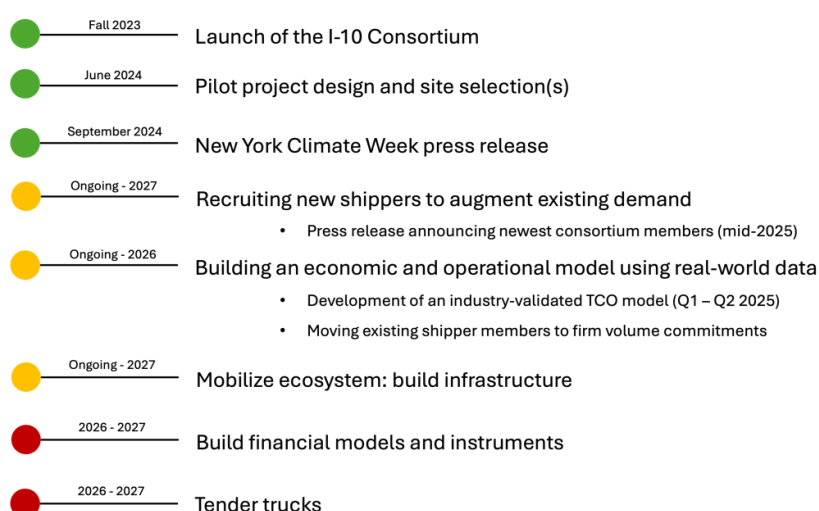 Fall 2023
Launch of the I-10 Consortium
June 2024
Pilot project design and site selection(s)
September 2024
New York Climate Week press release
Ongoing - 2027
Recruiting new shippers to augment existing demand
• Press release announcing newest consortium members (mid-2025)
Ongoing - 2026
Building an economic and operational model using real-world data
• Development of an industry-validated TCO model (Q1 – Q2 2025)
• Moving existing shipper members to firm volume commitments
Ongoing - 2027
Mobilize ecosystem: build infrastructure
2026 - 2027
Build financial models and instruments
2026 - 2027
Tender trucks